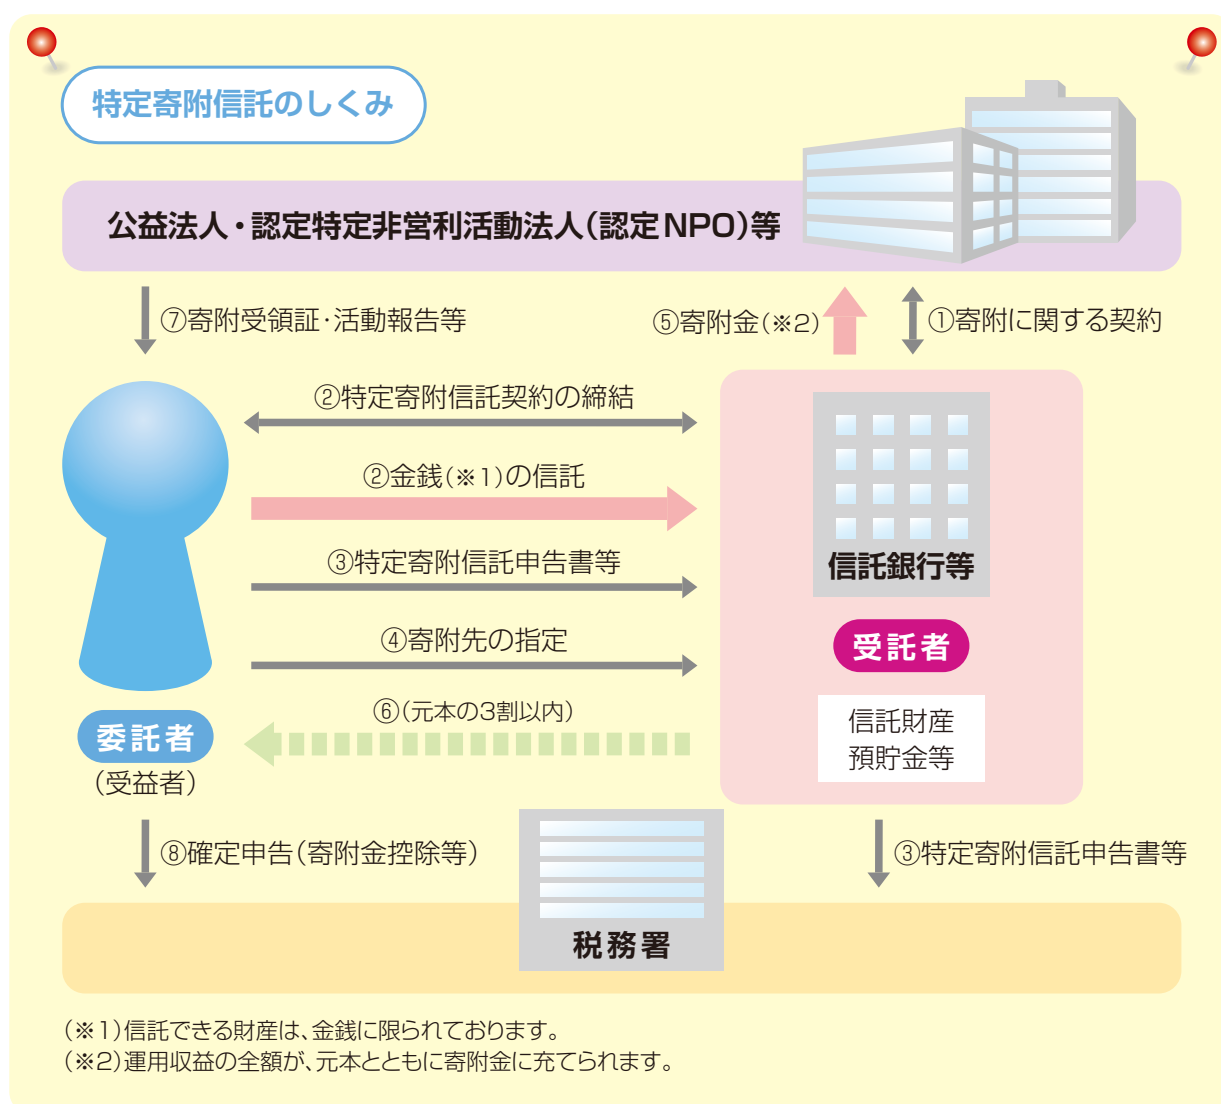 特定寄附信託のしくみ
公益法人・認定特定非営利活動法人(認定NPO)等
⑦寄附受領証・活動報告等
⑤寄附金(※2)
①寄附に関する契約
②特定寄附信託契約の締結
②金銭(※1)の信託
③特定寄附信託申告書等
④寄附先の指定
⑥(元本の3割以内)
信託銀行等
受託者
信託財産
預貯金等
委託者
(受益者)
⑧確定申告(寄附金控除等)
③特定寄附信託申告書等
税務署
(※1)信託できる財産は、金銭に限られております。
(※2)運用収益の全額が、元本とともに寄附金に充てられます。